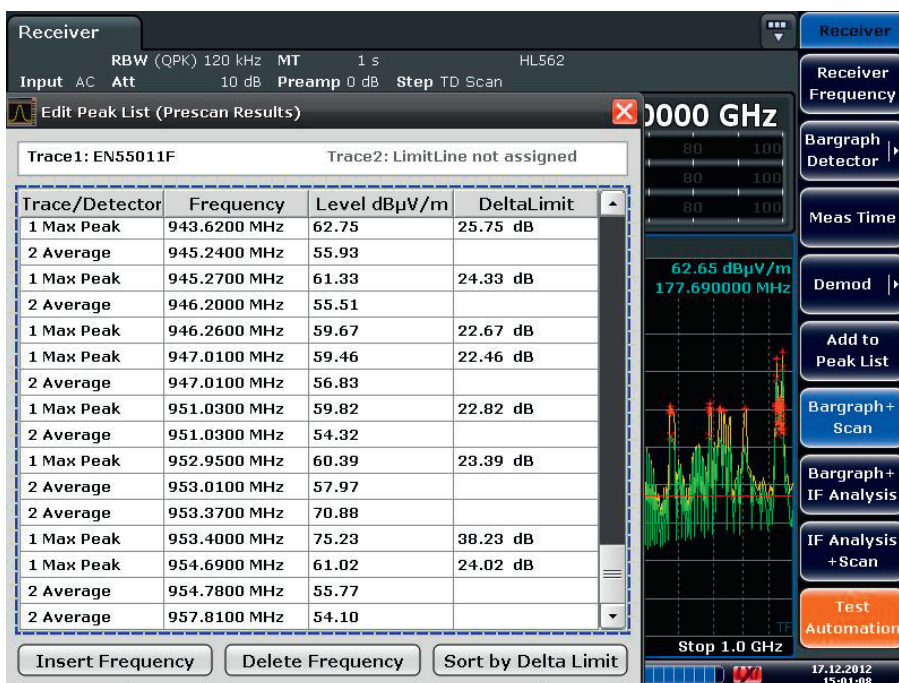 Receiver
RBW (QPK) 120 kHz MT 1 s HL562
Input AC Att 10 dB Preamp 0 dB Step TD Scan
Edit Peak List (Prescan Results)
0000 GHz
Trace1: EN55011F Trace2: LimitLine not assigned
80 100
80 100
80 100
Trace/Detector Frequency Level dBµV/m DeltaLimit
1 Max Peak 943.6200 MHz 62.75 25.75 dB
2 Average 945.2400 MHz 55.93
1 Max Peak 945.2700 MHz 61.33 24.33 dB
2 Average 946.2000 MHz 55.51
1 Max Peak 946.2600 MHz 59.67 22.67 dB
1 Max Peak 947.0100 MHz 59.46 22.46 dB
2 Average 947.0100 MHz 56.83
1 Max Peak 951.0300 MHz 59.82 22.82 dB
2 Average 951.0300 MHz 54.32
1 Max Peak 952.9500 MHz 60.39 23.39 dB
2 Average 953.0100 MHz 57.97
2 Average 953.3700 MHz 70.88
1 Max Peak 953.4000 MHz 75.23 38.23 dB
1 Max Peak 954.6900 MHz 61.02 24.02 dB
2 Average 954.7800 MHz 55.77
2 Average 957.8100 MHz 54.10
62.65 dBµV/m
177.690000 MHz
TF
Stop 1.0 GHz
Insert Frequency Delete Frequency Sort by Delta Limit
Receiver
Receiver
Frequency
Bargraph
Detector
Meas Time
Demod
Add to
Peak List
Bargraph+
Scan
Bargraph+
IF Analysis
IF Analysis
+Scan
Test
Automation
17.12.2012
15:01:08